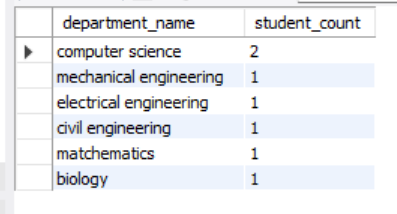 department_name student_count
computer science 2
mechanical engineering 1
electrical engineering 1
civil engineering 1
matchematics 1
biology 1